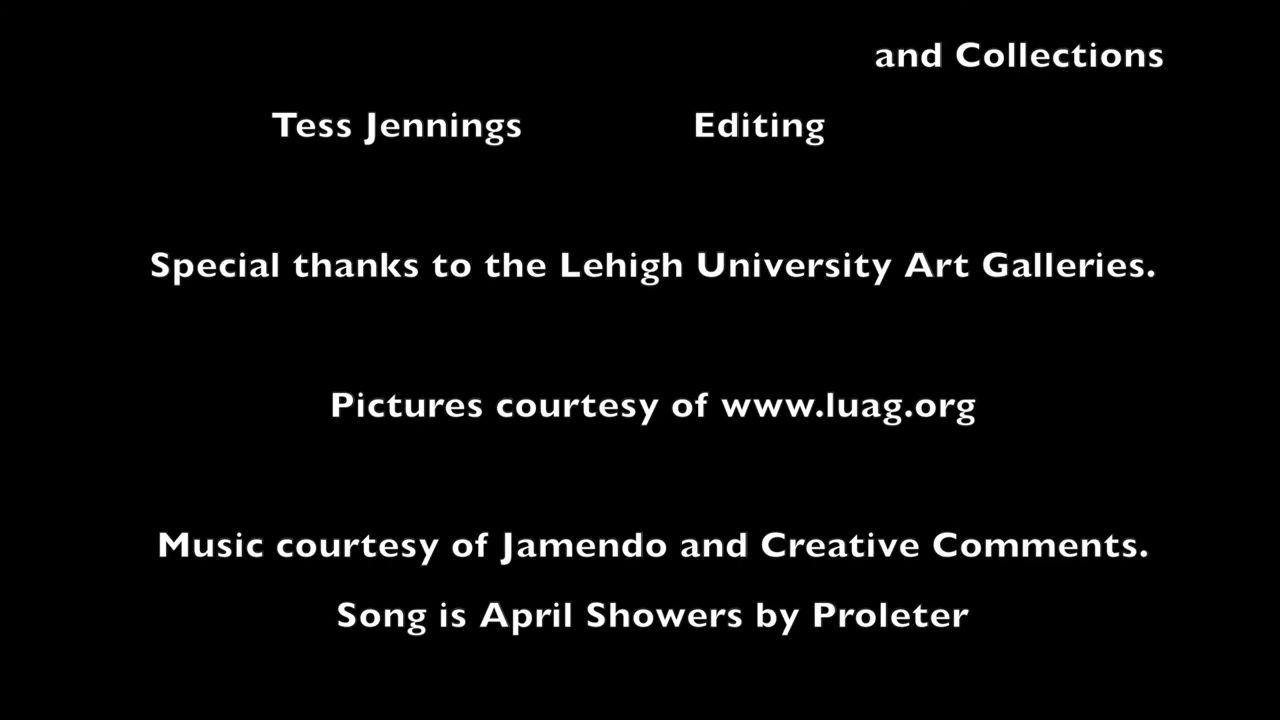 and Collections
Tess Jennings Editing
Special thanks to the Lehigh University Art Galleries.
Pictures courtesy of www.luag.org
Music courtesy of Jamendo and Creative Comments.
Song is April Showers by Proleter